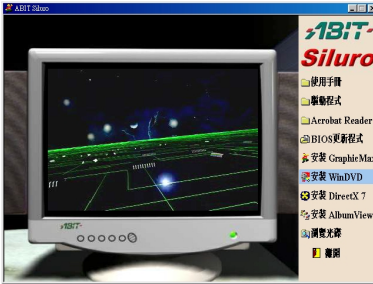 ABIT Siluro
ABIT
Siluro
使用手冊
驅動程式
Acrobat Reader
BIOS更新程式
安裝 GraphicMax
安裝 WinDVD
安裝 DirectX 7
安裝 AlbumView
瀏覽光碟
離開
ABIT